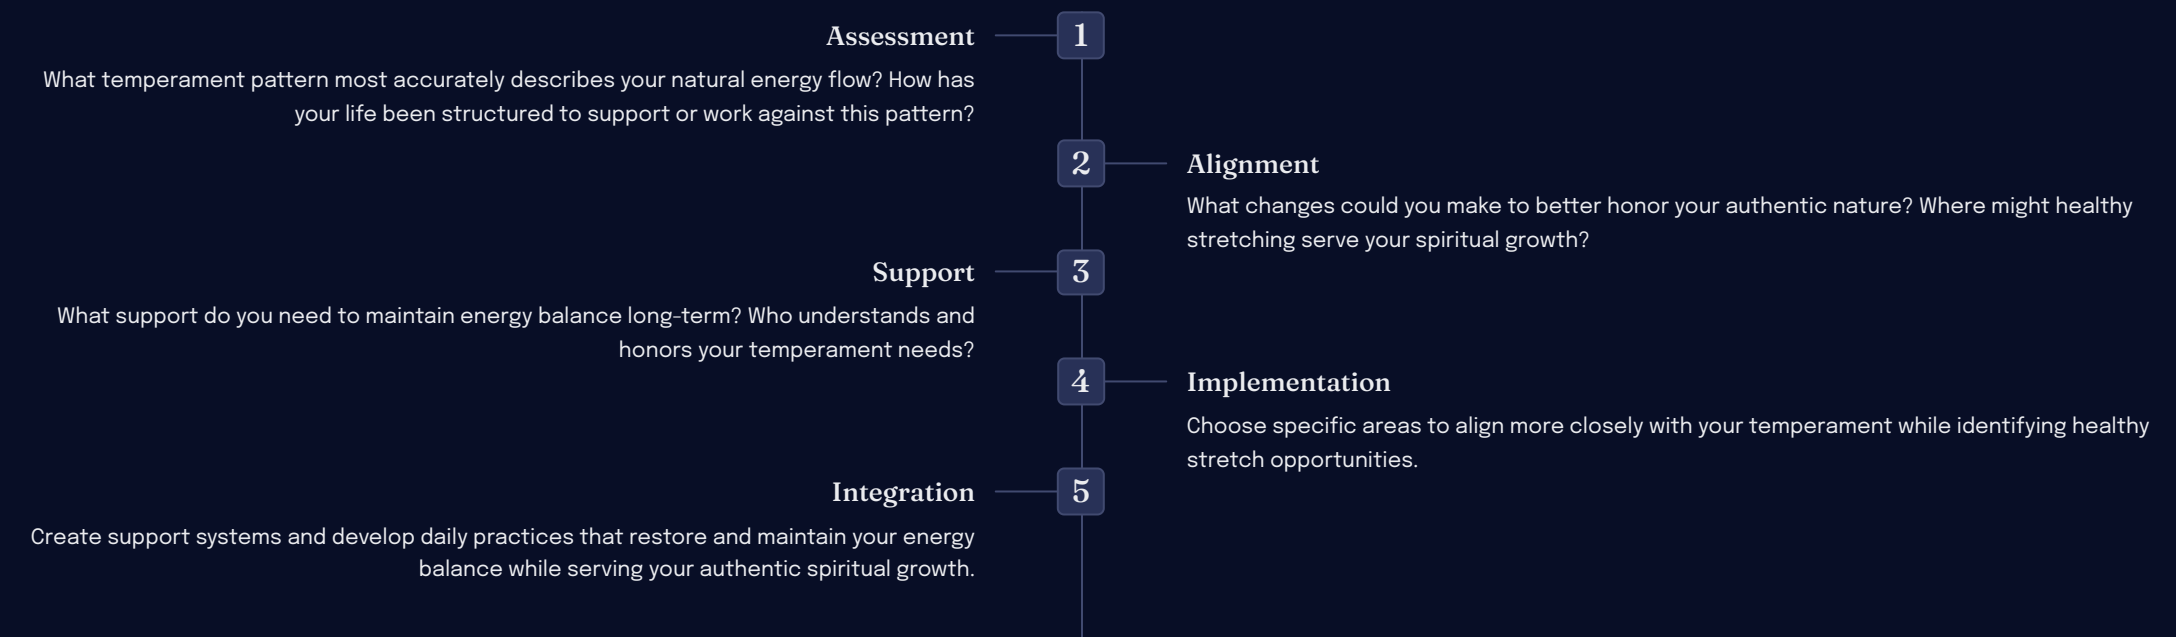 Assessment
1
What temperament pattern most accurately describes your natural energy flow? How has
your life been structured to support or work against this pattern?
2
Alignment
What changes could you make to better honor your authentic nature? Where might healthy
stretching serve your spiritual growth?
Support
3
What support do you need to maintain energy balance long-term? Who understands and
honors your temperament needs?
4
Implementation
Choose specific areas to align more closely with your temperament while identifying healthy
stretch opportunities.
Integration
5
Create support systems and develop daily practices that restore and maintain your energy
balance while serving your authentic spiritual growth.